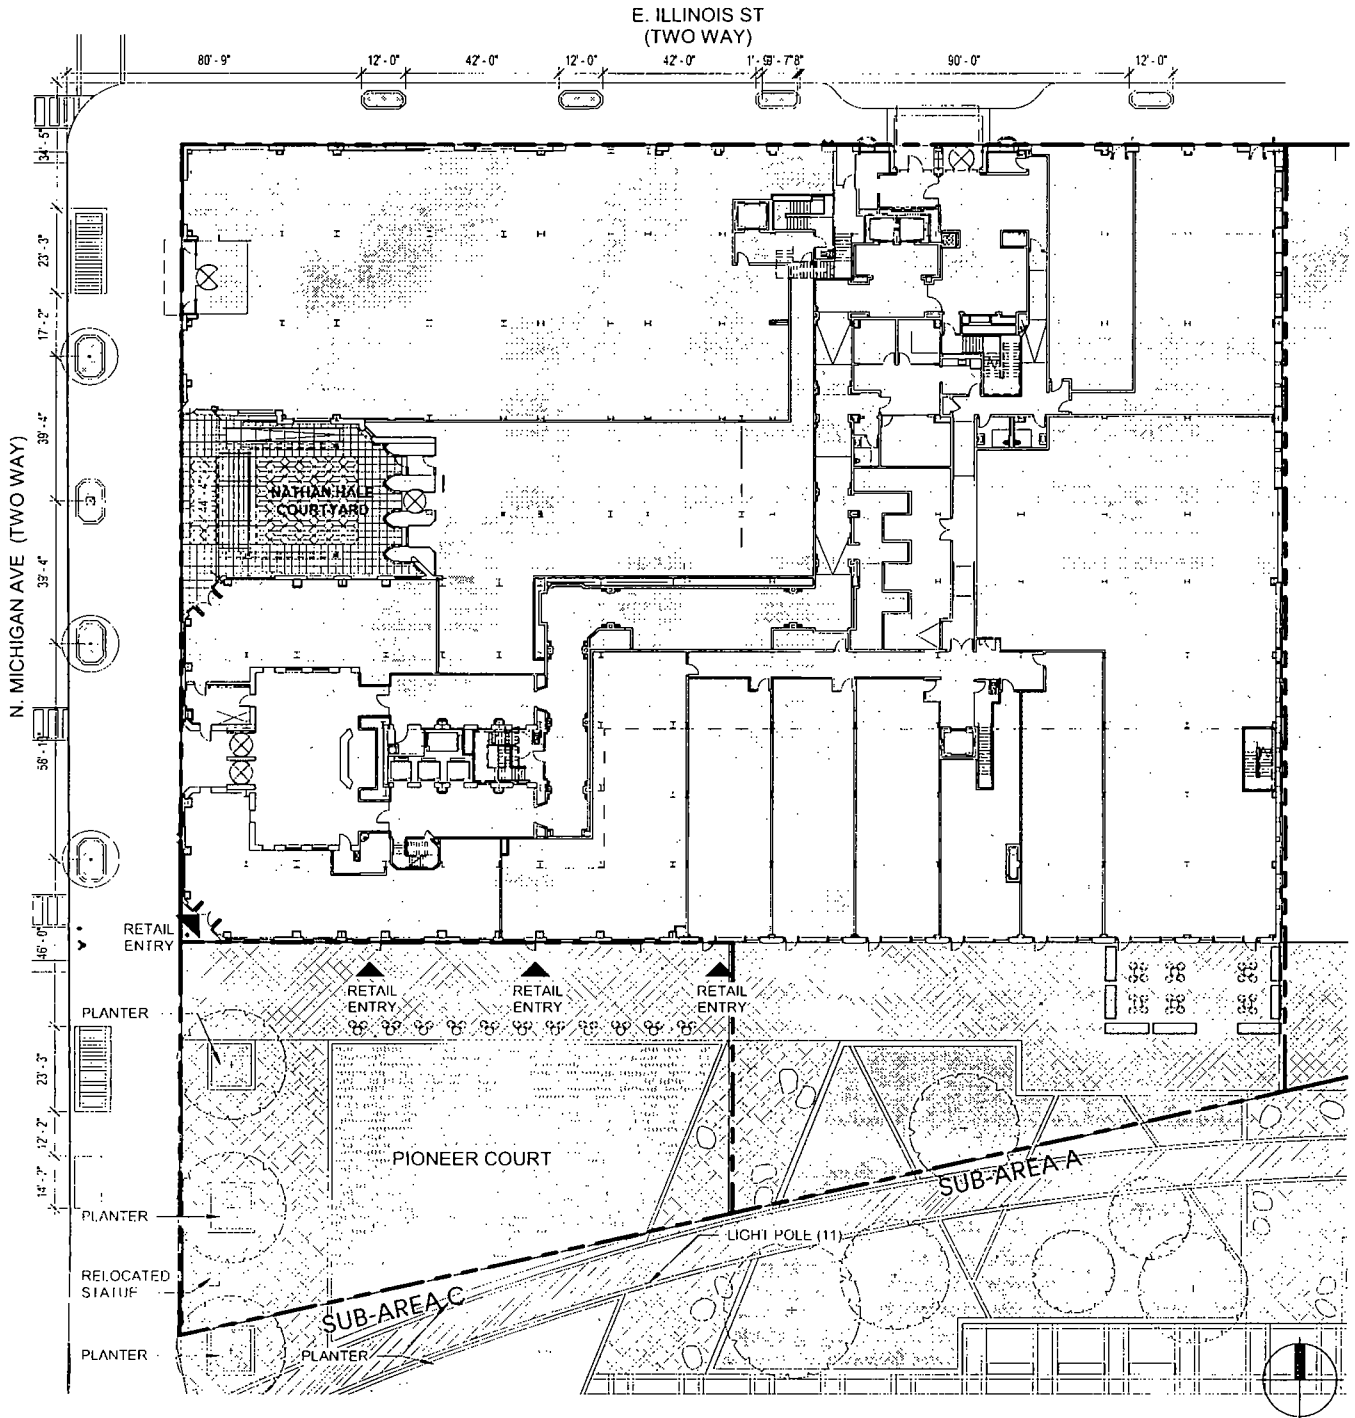 E. ILLINOIS ST
(TWO WAY)
80'- 9"
12'- 0"
42'- 0"
12'- 0"
42'- 0"
90'- 0"
12'- 0"
34'- 5"
23'- 3"
17'- 2"
39'- 4"
33'- 4"
N. MICHIGAN AVE (TWO WAY)
46'- 0"
23'- 3"
12'- 2"
14'- 7"
NATHAN HALE
COURTYARD
RETAIL
ENTRY
RETAIL
ENTRY
RETAIL
ENTRY
RETAIL
ENTRY
PLANTER
PIONEER COURT
SUB-AREA A
PLANTER
LIGHT POLE (11)
RELOCATED
STATUE
SUB-AREA C
PLANTER
PLANTER